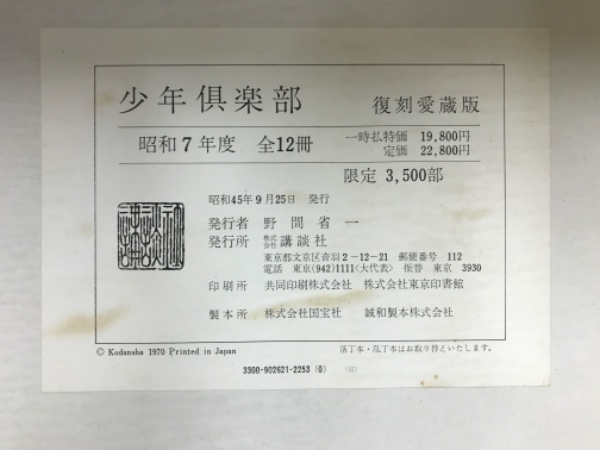 少年倶楽部 復刻愛蔵版
昭和7年度 全12冊 一時払特価 19,800円
定価 22,800円
限定 3,500部
昭和45年9月25日 発行
発行者 野間省一
発行所 株式会社 講談社
東京都文京区音羽2-12-21 郵便番号 112
電話 東京(942)1111<大代表> 振替 東京 3930
印刷所 共同印刷株式会社 株式会社東京印書館
製本所 株式会社国宝社 誠和製本株式会社
© Kodansha 1970 Printed in Japan 落丁本・乱丁本はお取り替えいたします。
3300-902621-2253 (0)